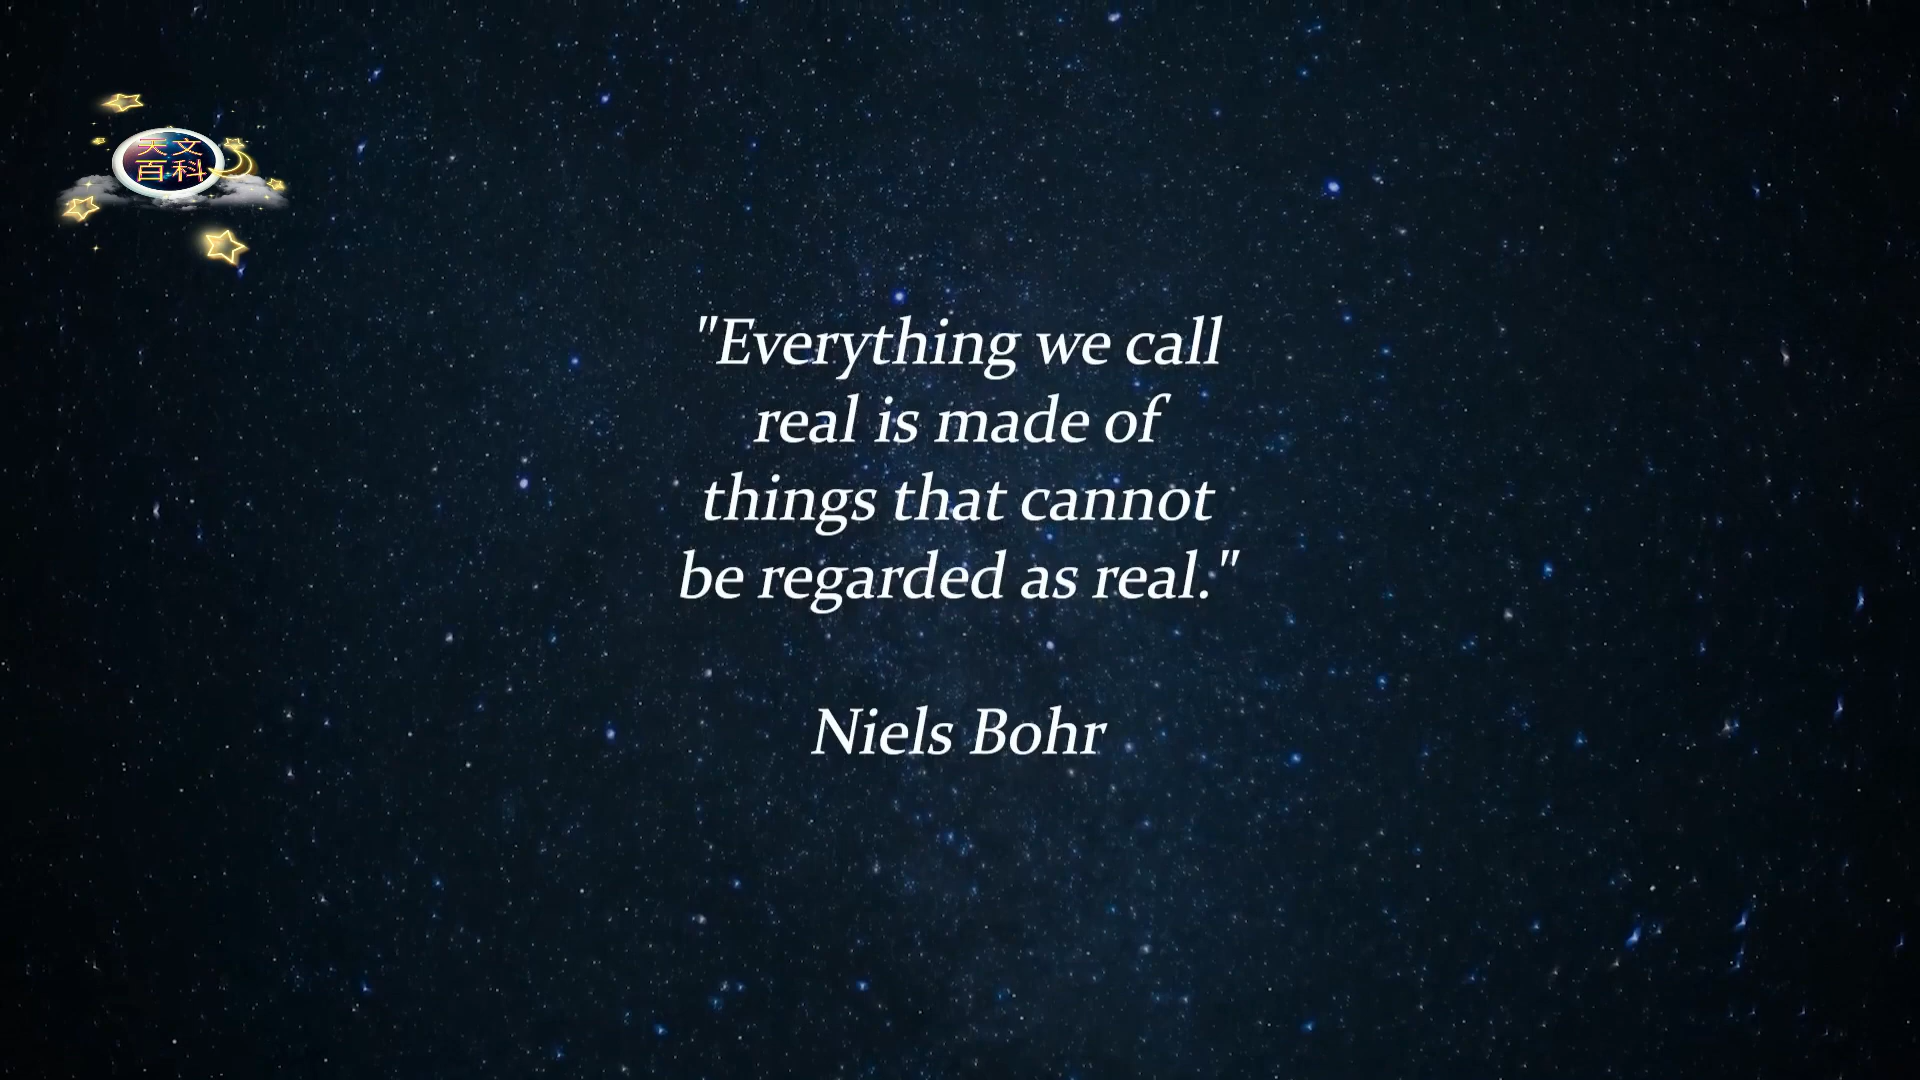 天文
百科
"Everything we call
real is made of
things that cannot
be regarded as real."
Niels Bohr